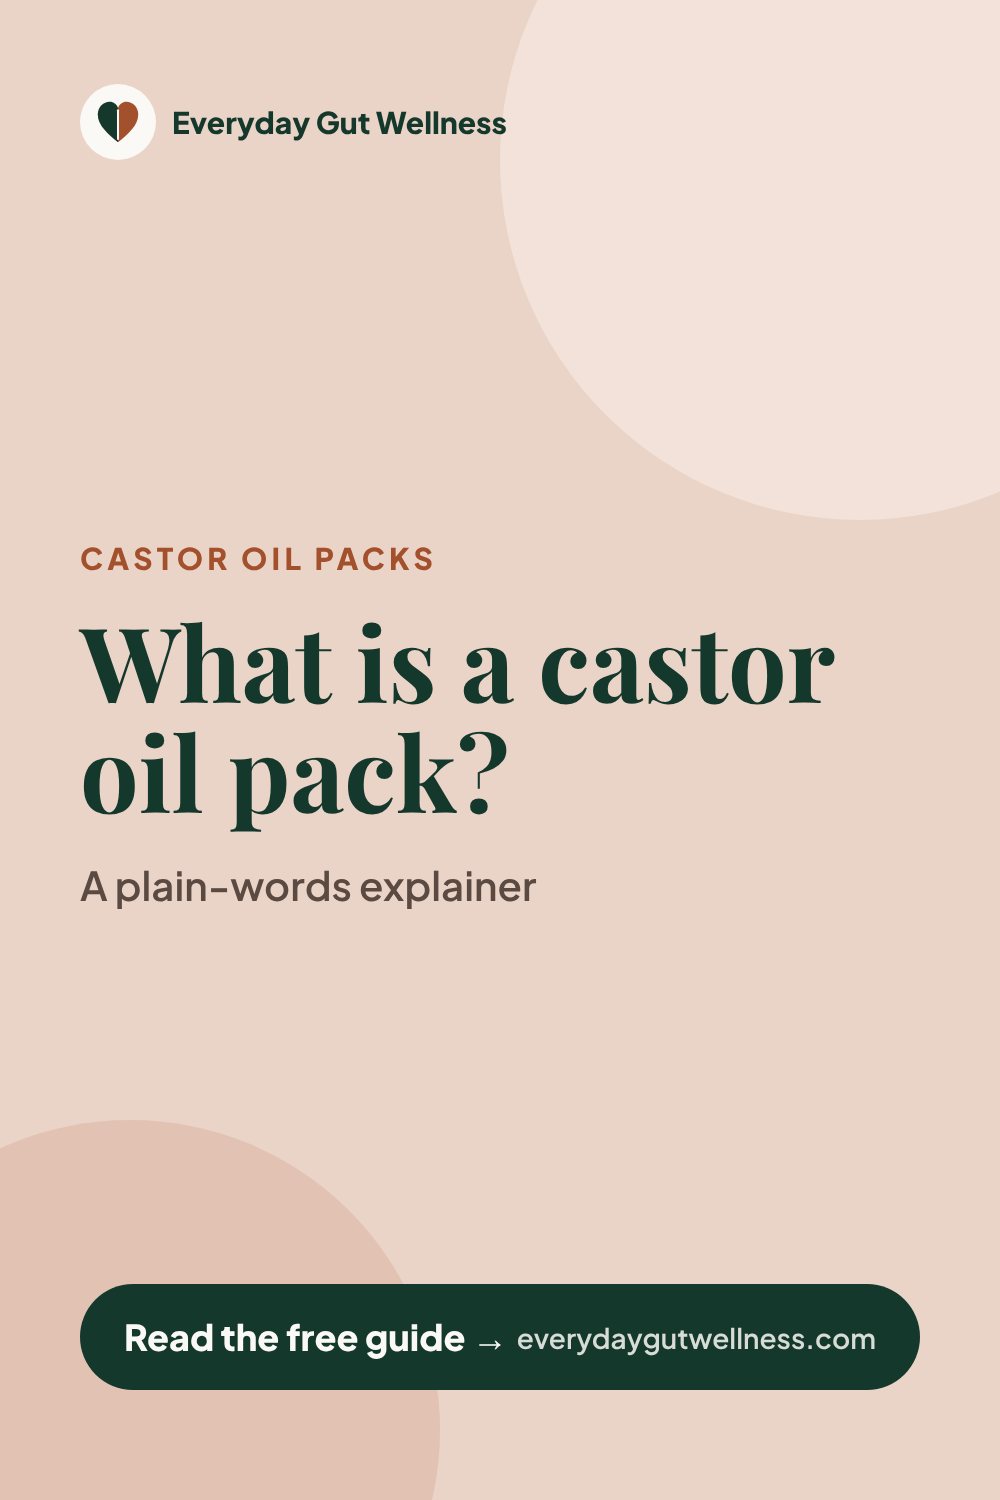 Everyday Gut Wellness
CASTOR OIL PACKS
What is a castor
oil pack?
A plain-words explainer
Read the free guide → everydaygutwellness.com